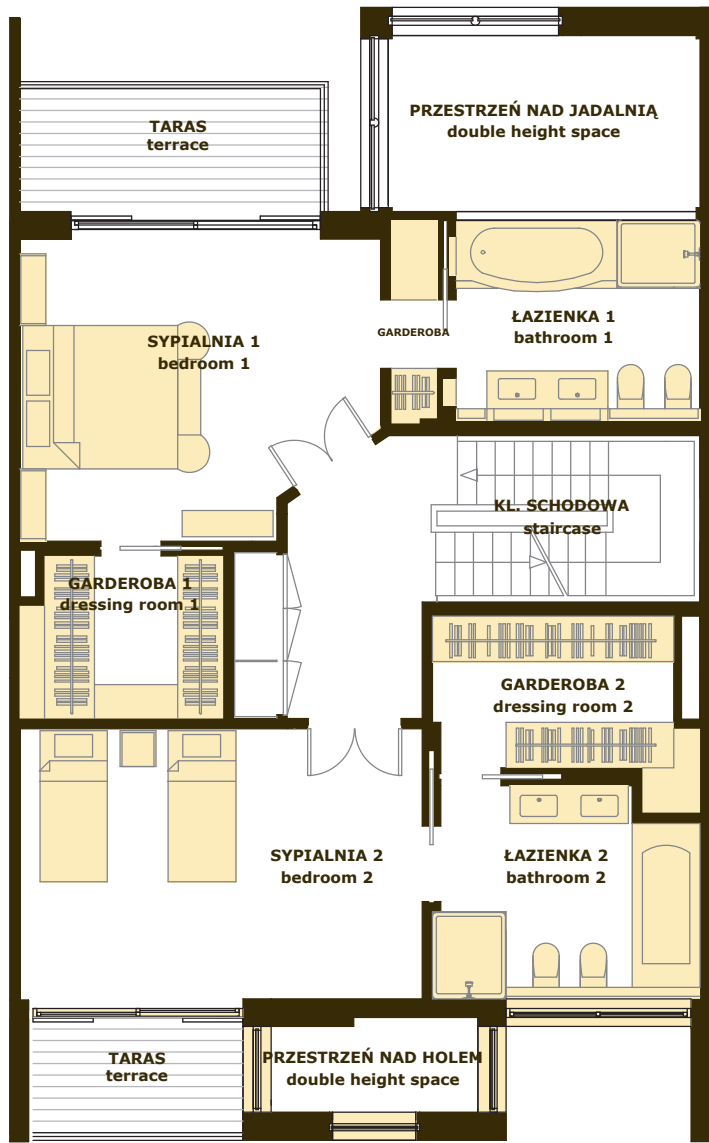 PRZESTRZEŃ NAD JADALNIĄ
double height space
TARAS
terrace
SYPIALNIA 1
bedroom 1
GARDEROBA
ŁAZIENKA 1
bathroom 1
KL. SCHODOWA
staircase
GARDEROBA 1
dressing room 1
GARDEROBA 2
dressing room 2
SYPIALNIA 2
bedroom 2
ŁAZIENKA 2
bathroom 2
TARAS
terrace
PRZESTRZEŃ NAD HOLEM
double height space